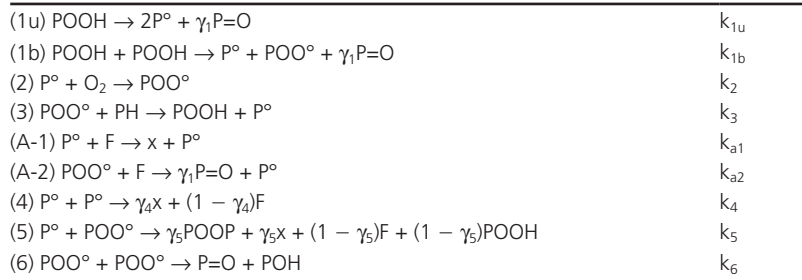 (1u) POOH → 2P° + γ₁P=O k₁ᵤ
(1b) POOH + POOH → P° + POO° + γ₁P=O k₁b
(2) P° + O₂ → POO° k₂
(3) POO° + PH → POOH + P° k₃
(A-1) P° + F → x + P° kₐ₁
(A-2) POO° + F → γ₁P=O + P° kₐ₂
(4) P° + P° → γ₄x + (1 − γ₄)F k₄
(5) P° + POO° → γ₅POOP + γ₅x + (1 − γ₅)F + (1 − γ₅)POOH k₅
(6) POO° + POO° → P=O + POH k₆